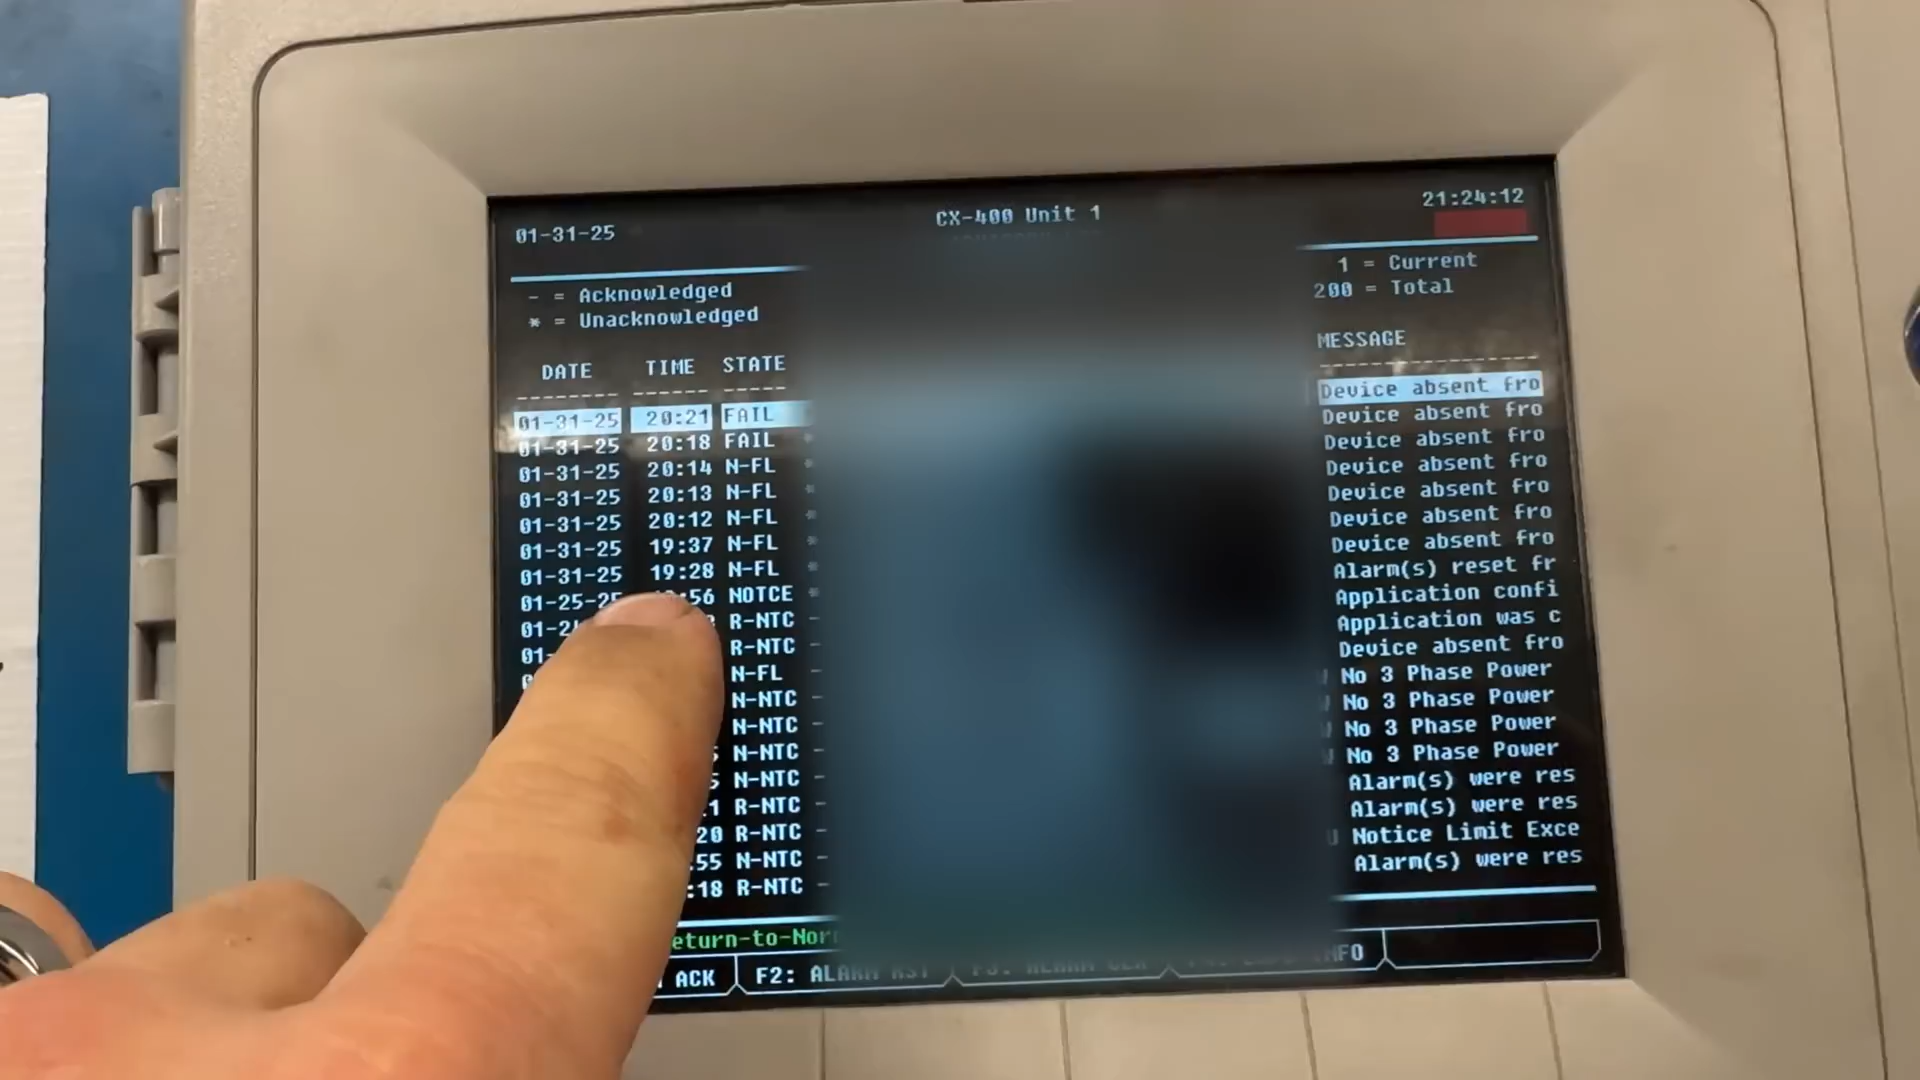 01-31-25 CX-400 Unit 1 21:24:12
- = Acknowledged 1 = Current
* = Unacknowledged 200 = Total
DATE TIME STATE MESSAGE
01-31-25 20:21 FAIL Device absent fro
01-31-25 20:18 FAIL * Device absent fro
01-31-25 20:14 N-FL * Device absent fro
01-31-25 20:13 N-FL * Device absent fro
01-31-25 20:12 N-FL * Device absent fro
01-31-25 19:37 N-FL * Device absent fro
01-31-25 19:28 N-FL * Device absent fro
01-25-25 :56 NOTCE * Alarm(s) reset fr
01-2 R-NTC - Application confi
01- R-NTC - Application was c
N-FL - Device absent fro
N-NTC - No 3 Phase Power
N-NTC - No 3 Phase Power
N-NTC - No 3 Phase Power
N-NTC - No 3 Phase Power
R-NTC - Alarm(s) were res
20 R-NTC - Alarm(s) were res
:55 N-NTC - Notice Limit Exce
:18 R-NTC - Alarm(s) were res
eturn-to-Nor
ACK F2: ALARM RST